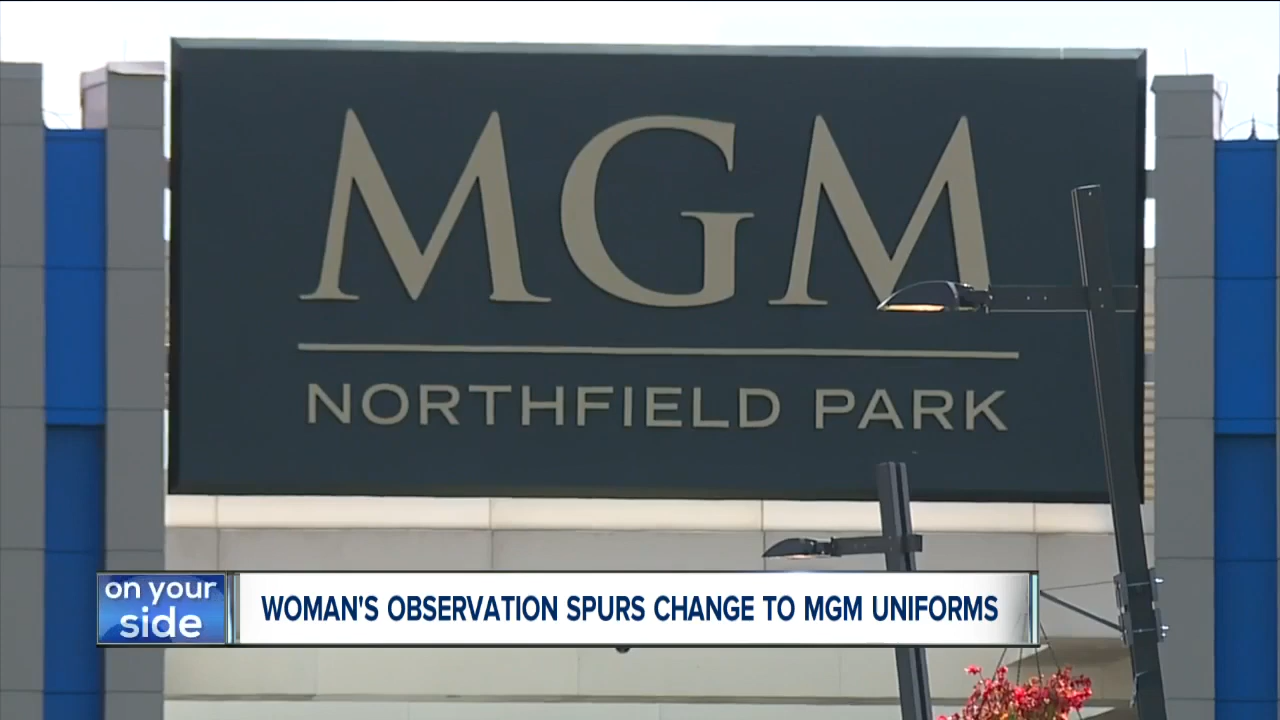 MGM
NORTHFIELD PARK
on your
side
WOMAN'S OBSERVATION SPURS CHANGE TO MGM UNIFORMS